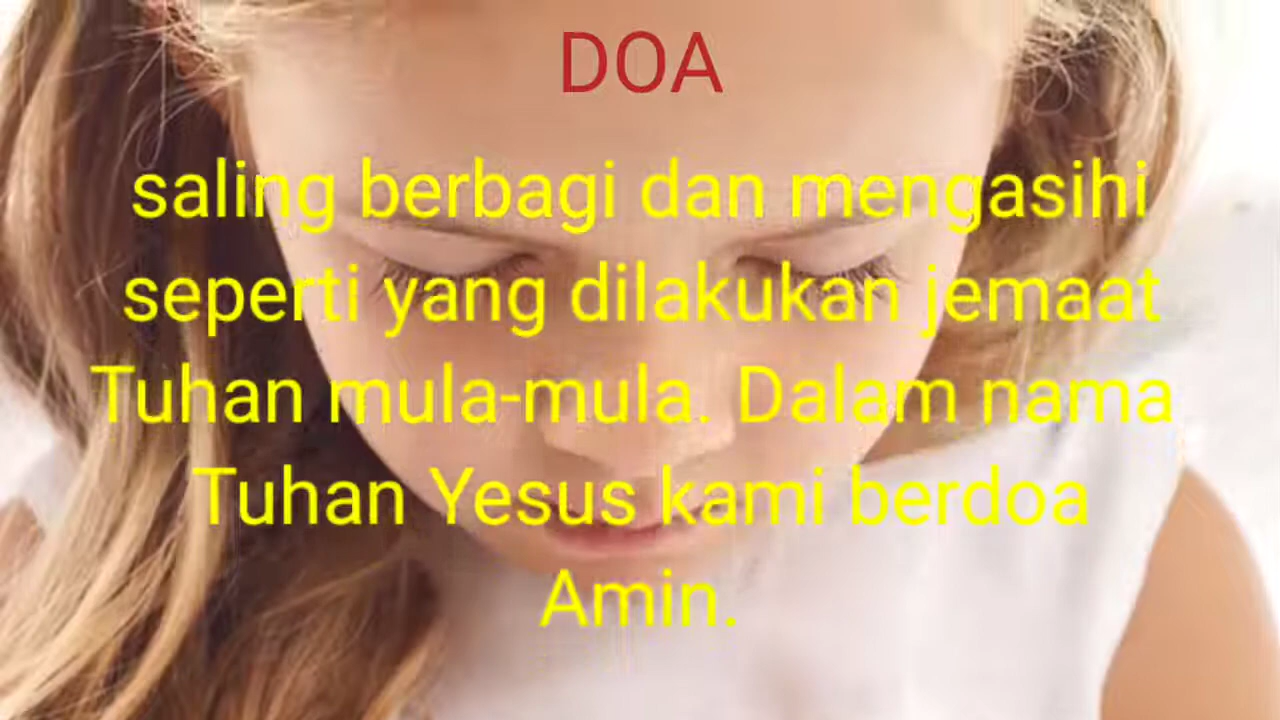 DOA
saling berbagi dan mengasihi
seperti yang dilakukan jemaat
Tuhan mula-mula. Dalam nama
Tuhan Yesus kami berdoa
Amin.